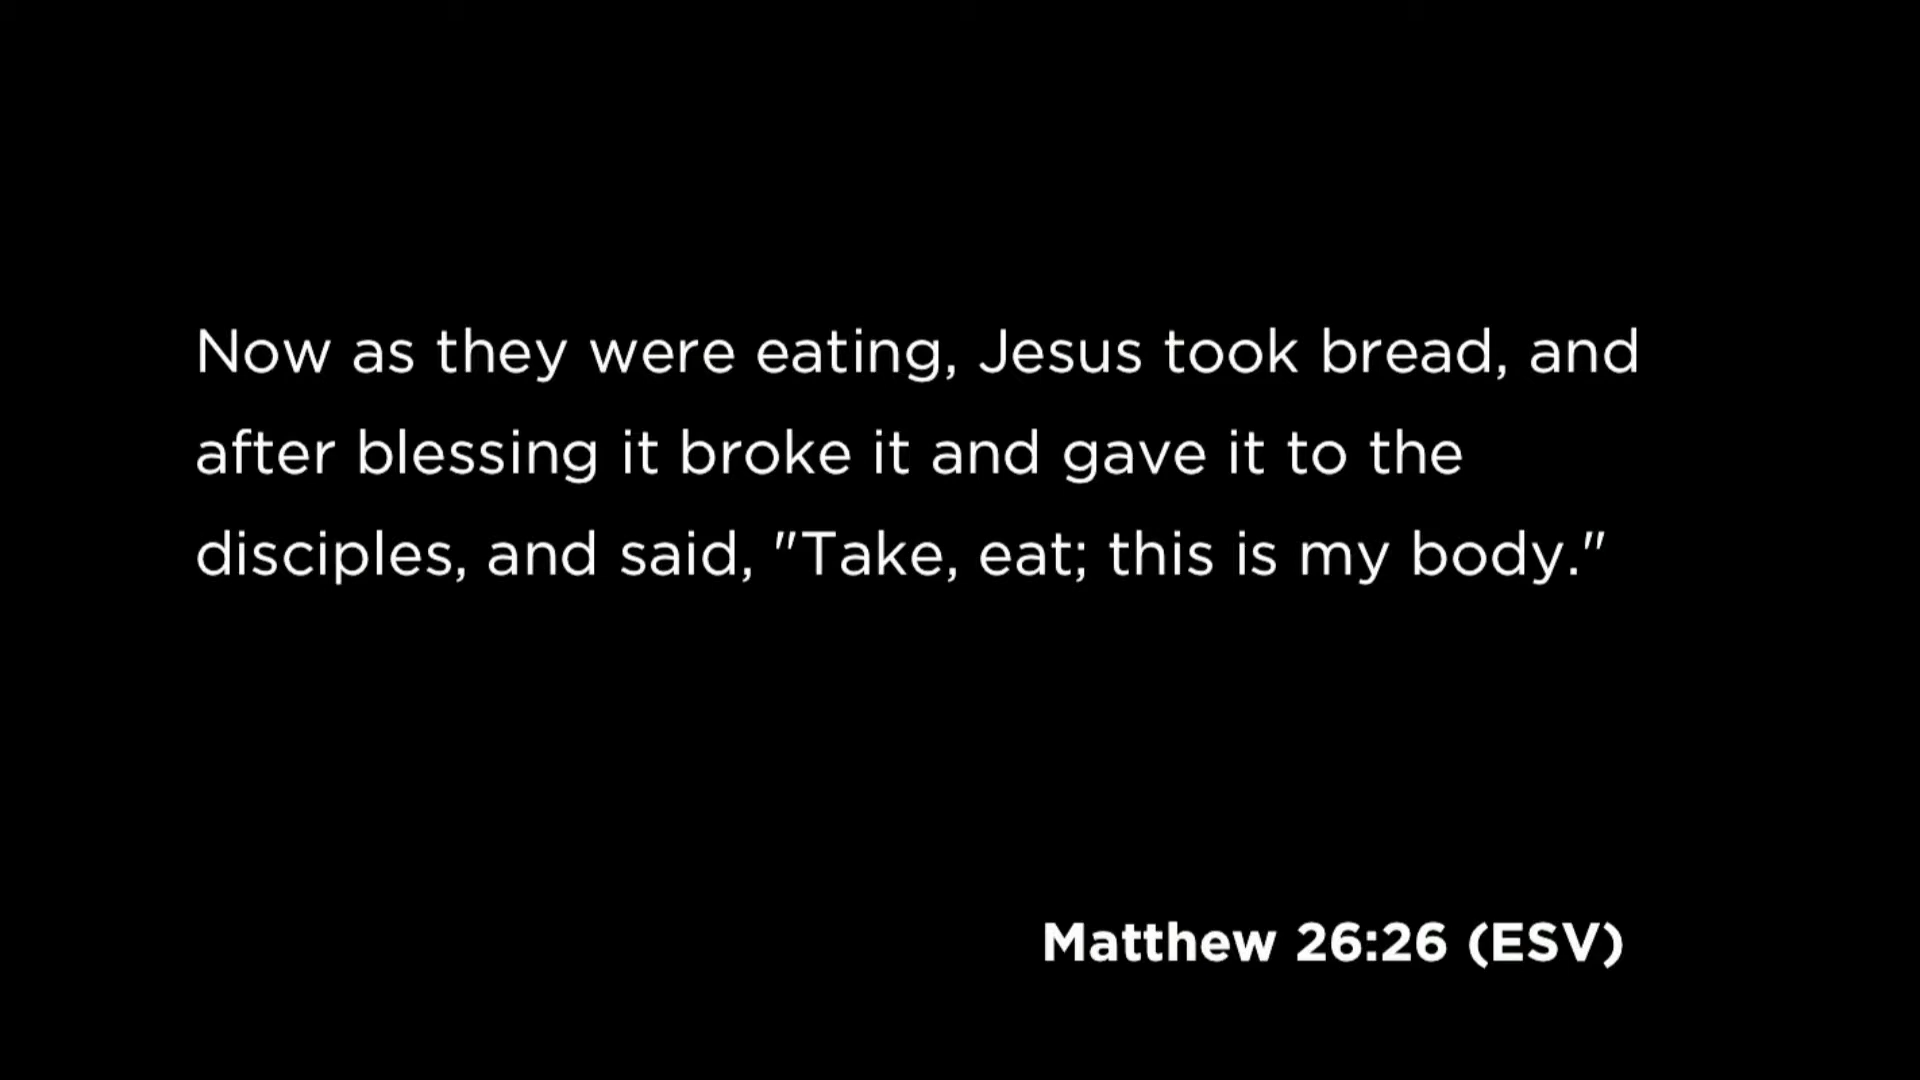 Now as they were eating, Jesus took bread, and
after blessing it broke it and gave it to the
disciples, and said, "Take, eat; this is my body."
Matthew 26:26 (ESV)